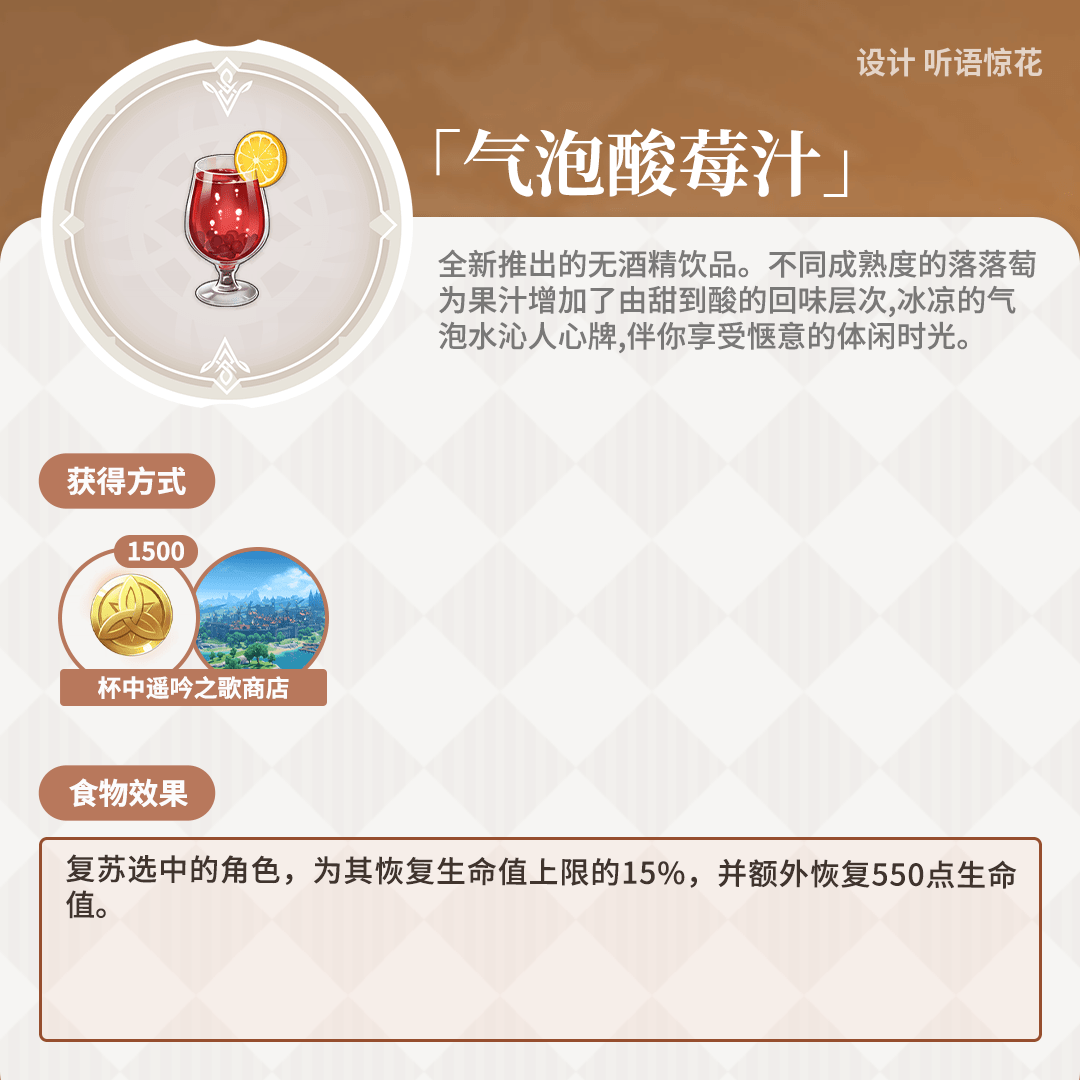 设计 听语惊花
「气泡酸莓汁」
全新推出的无酒精饮品。不同成熟度的落落萄
为果汁增加了由甜到酸的回味层次,冰凉的气
泡水沁人心牌,伴你享受惬意的体闲时光。
获得方式
1500
杯中遥吟之歌商店
食物效果
复苏选中的角色，为其恢复生命值上限的15%，并额外恢复550点生命
值。